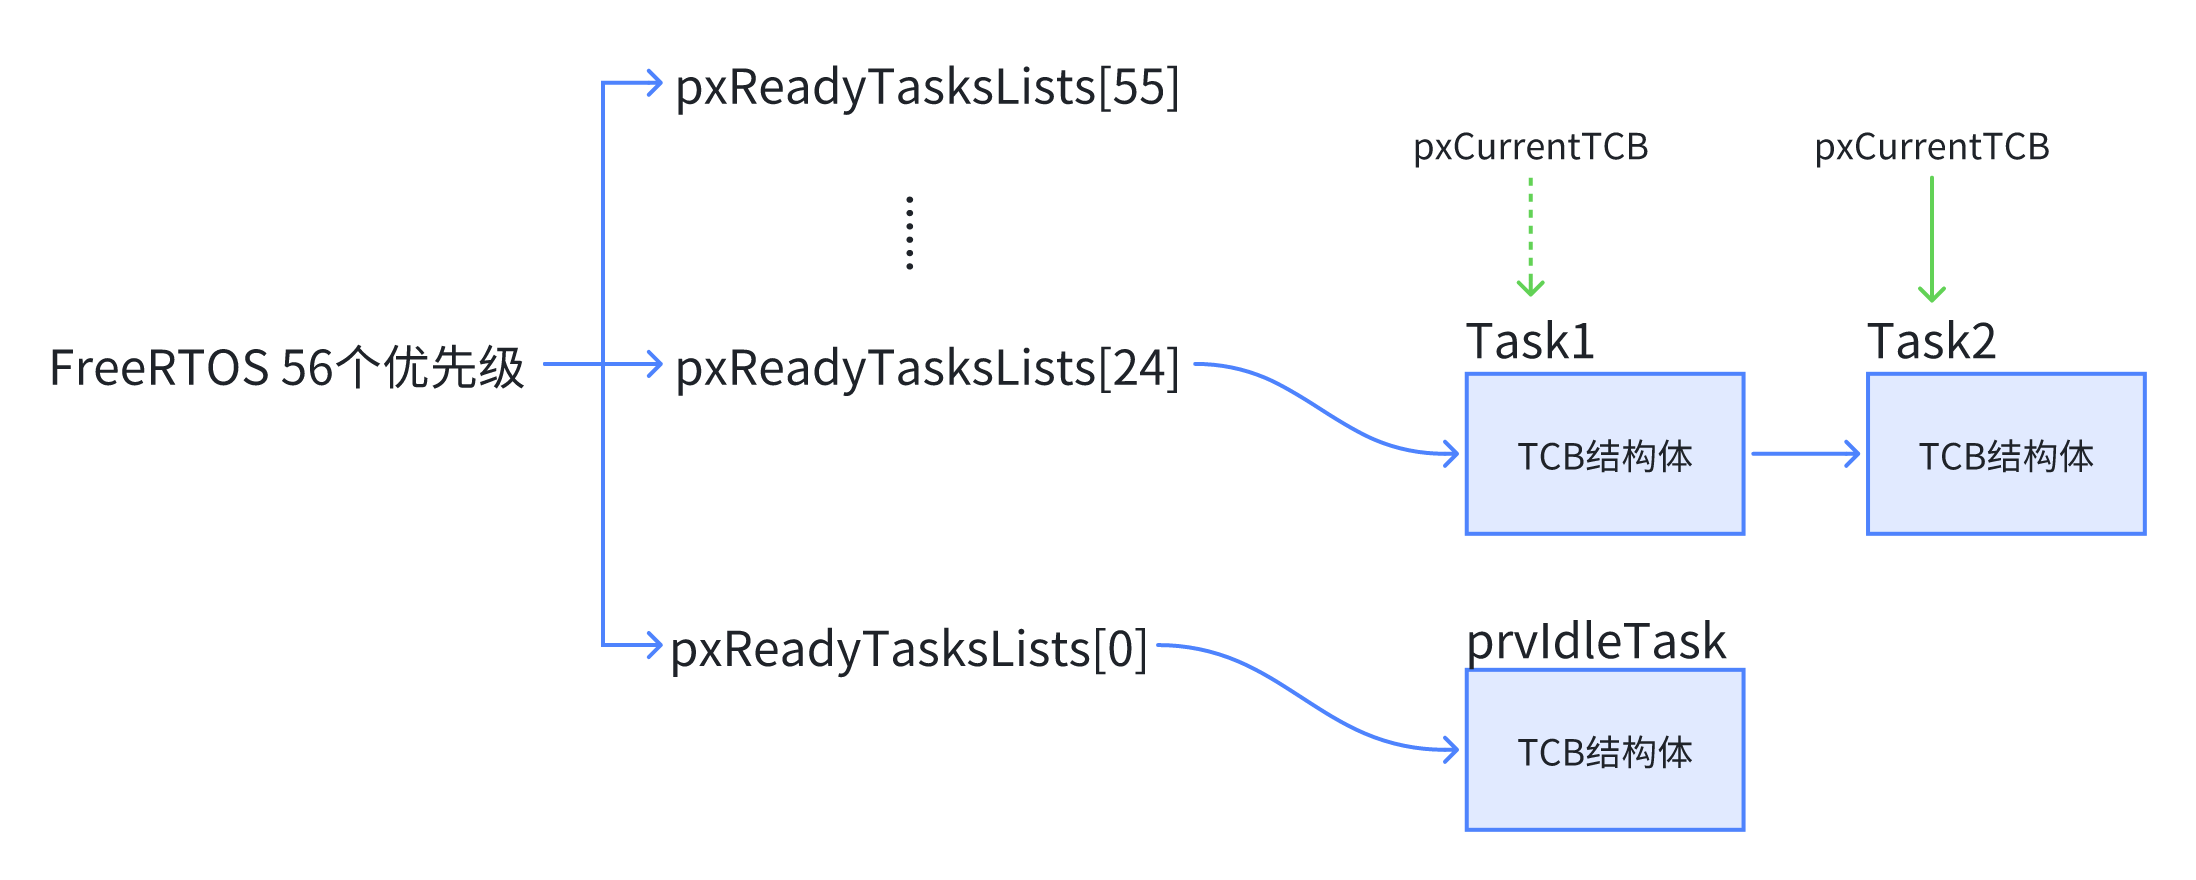 pxReadyTasksLists[55]
pxCurrentTCB
pxCurrentTCB
FreeRTOS 56个优先级
pxReadyTasksLists[24]
Task1
Task2
TCB结构体
TCB结构体
pxReadyTasksLists[0]
prvIdleTask
TCB结构体